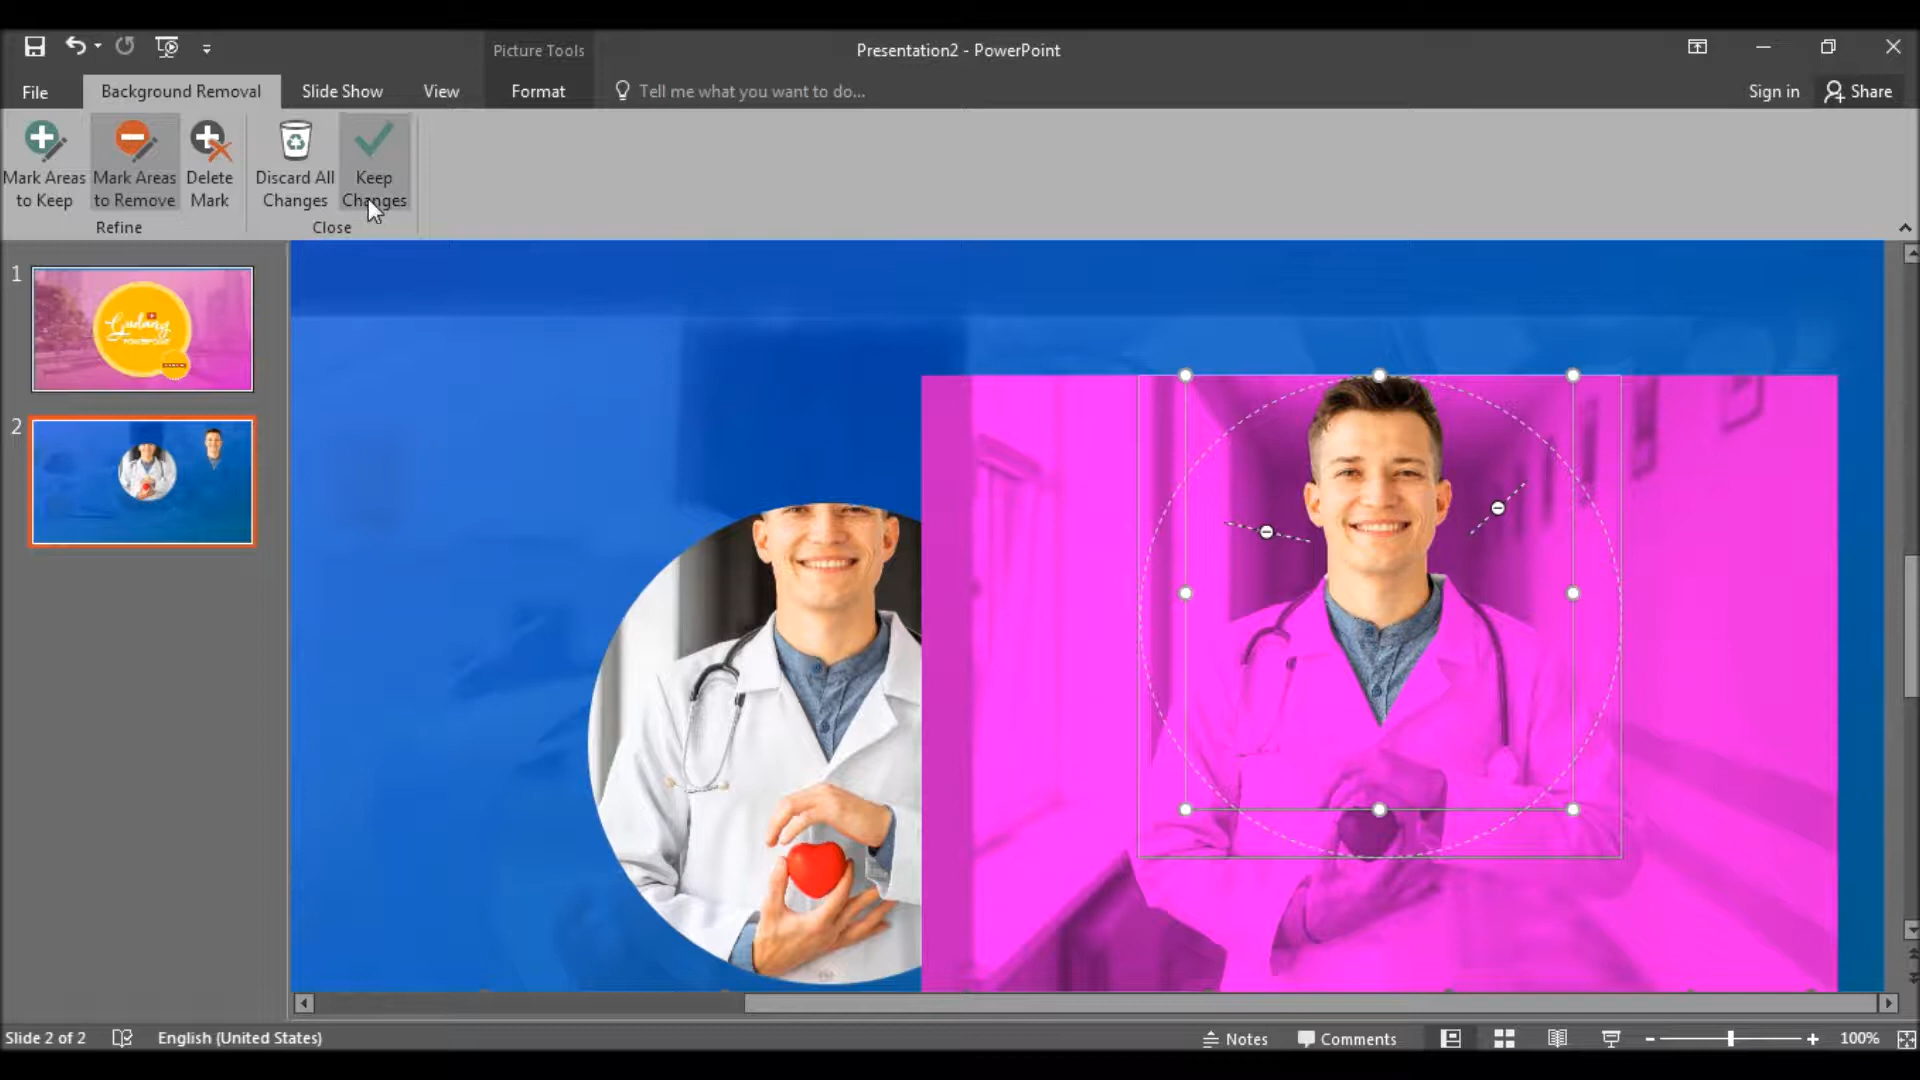 Picture Tools
Presentation2 - PowerPoint
File
Background Removal
Slide Show
View
Format
Tell me what you want to do...
Sign in
Share
Mark Areas
to Keep
Mark Areas
to Remove
Delete
Mark
Discard All
Changes
Keep
Changes
Refine
Close
1
Gudang
POWERPOINT
2
Slide 2 of 2
English (United States)
Notes
Comments
100%